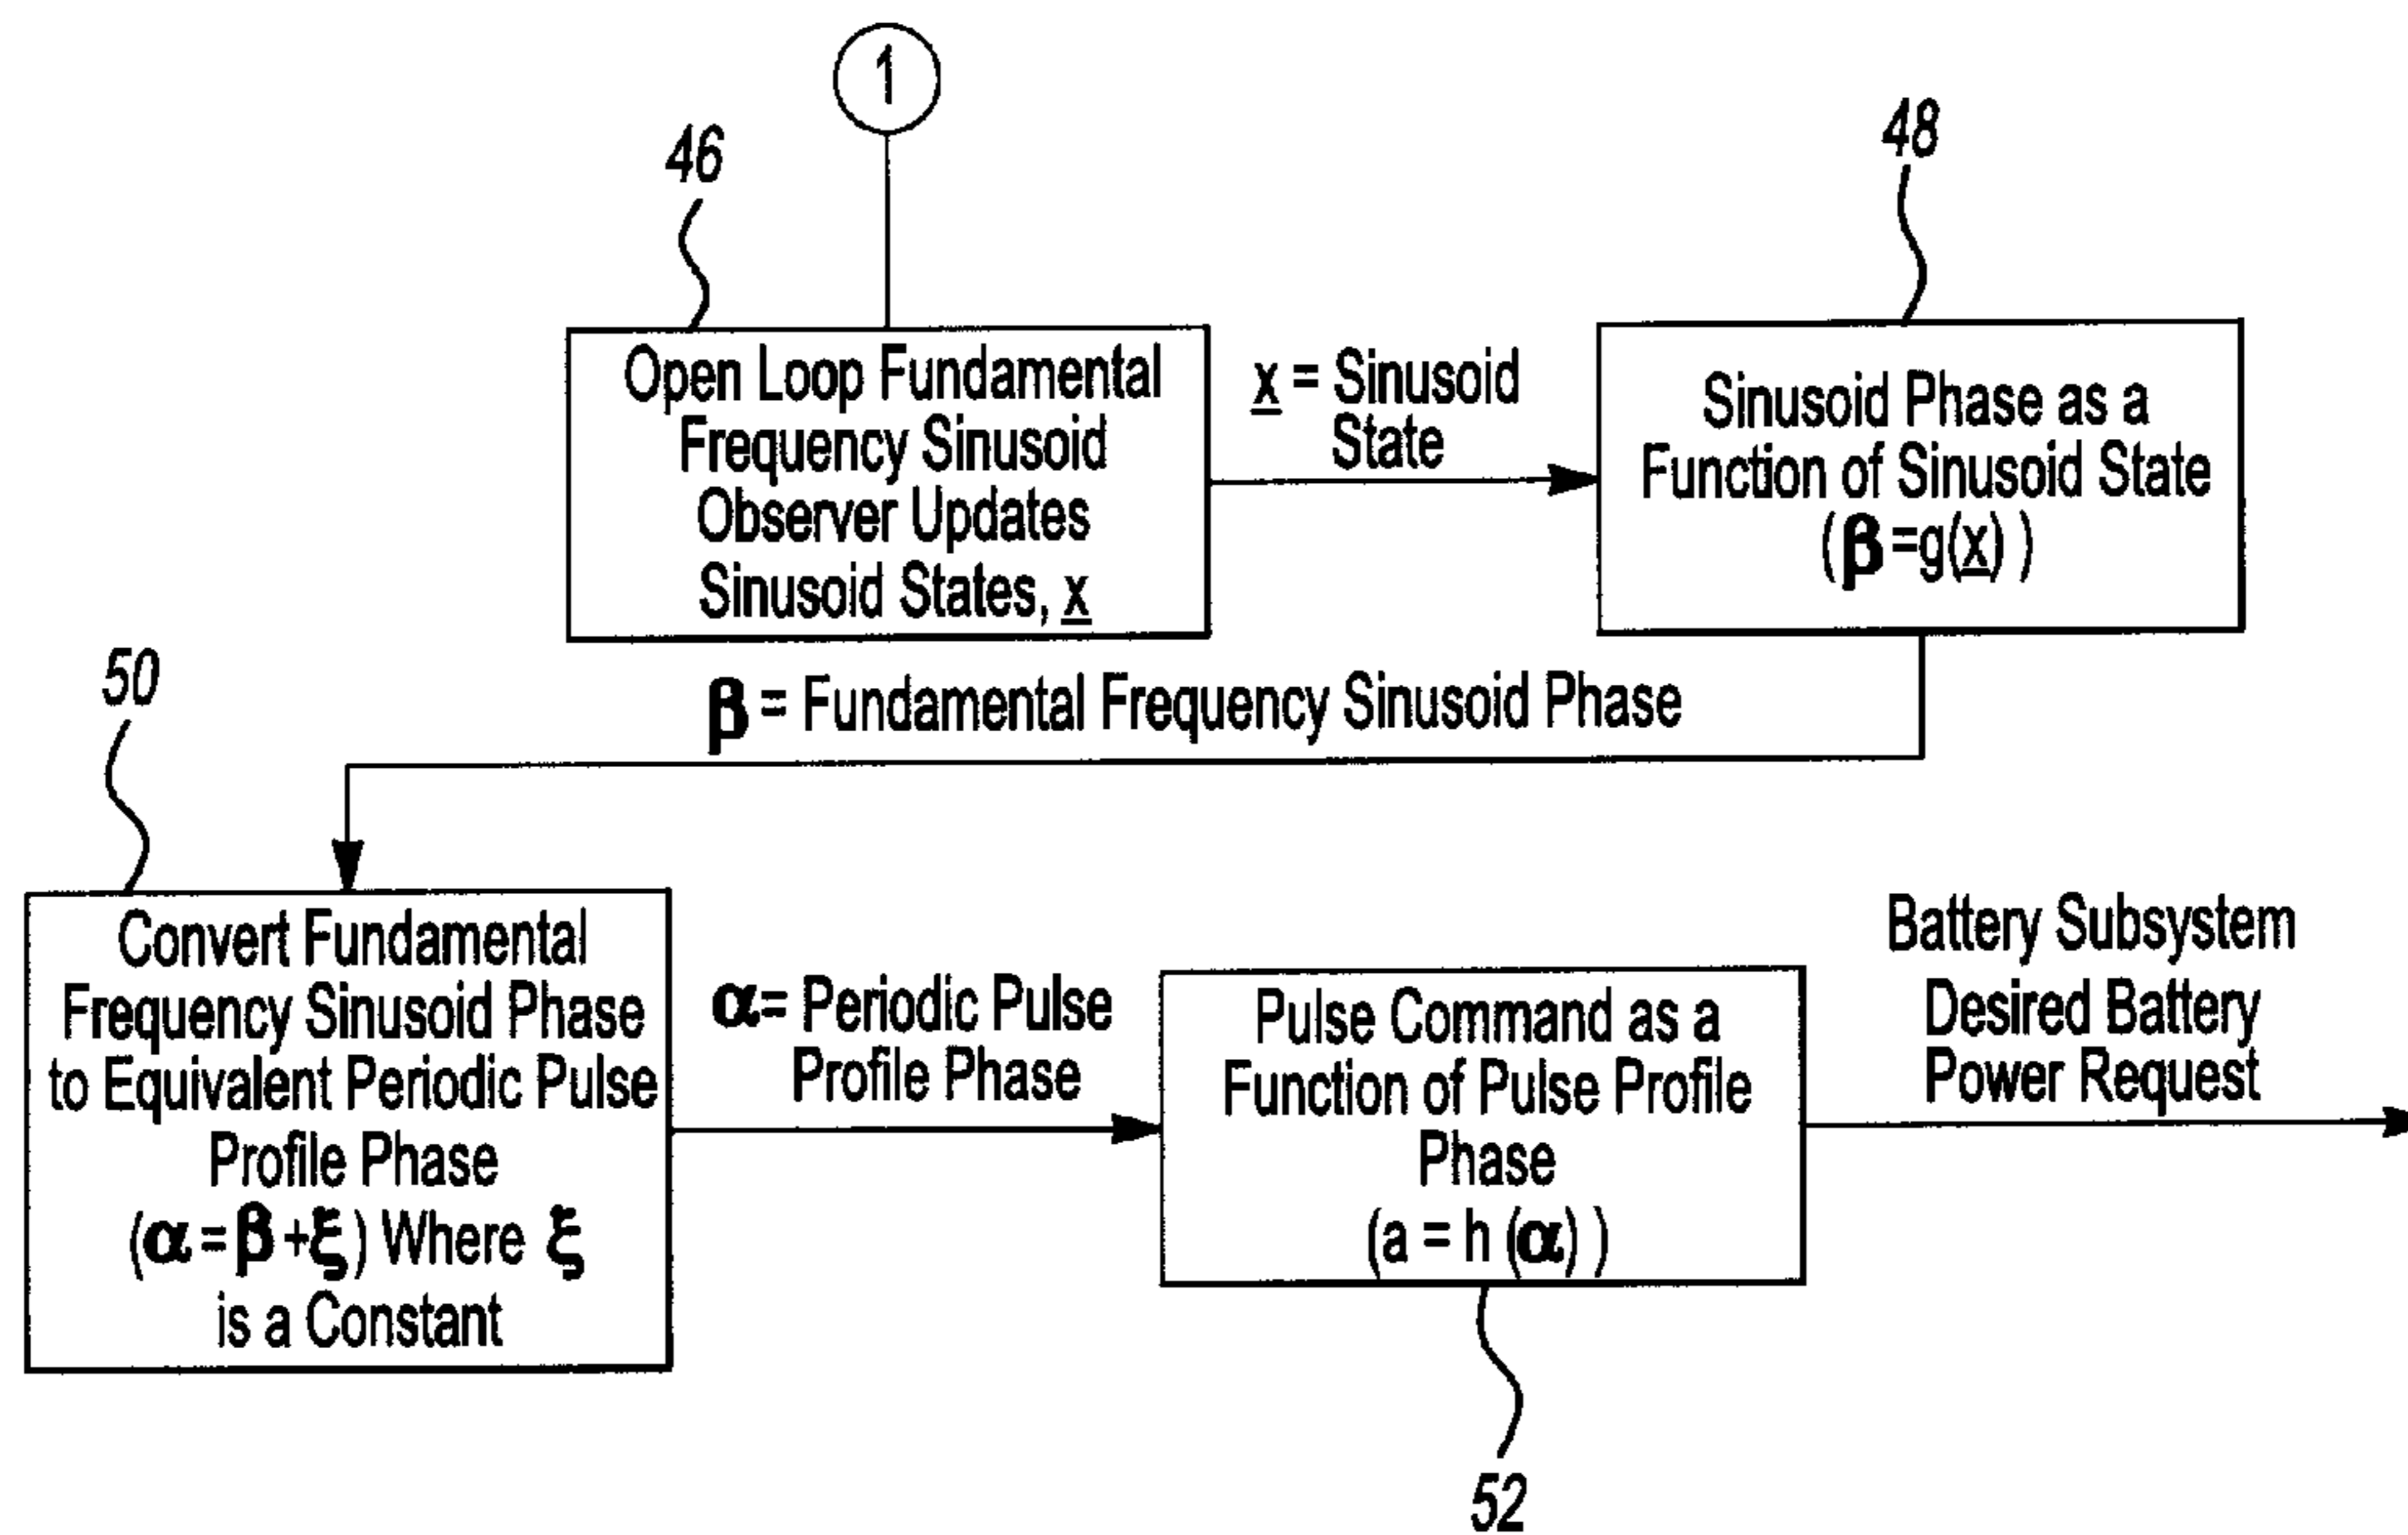 1
46
48
Open Loop Fundamental
Frequency Sinusoid
Observer Updates
Sinusoid States, x
x = Sinusoid
State
Sinusoid Phase as a
Function of Sinusoid State
(β=g(x))
β = Fundamental Frequency Sinusoid Phase
50
Convert Fundamental
Frequency Sinusoid Phase
to Equivalent Periodic Pulse
Profile Phase
(α=β+ξ) Where ξ
is a Constant
α= Periodic Pulse
Profile Phase
Pulse Command as a
Function of Pulse Profile
Phase
(a = h (α))
Battery Subsystem
Desired Battery
Power Request
52